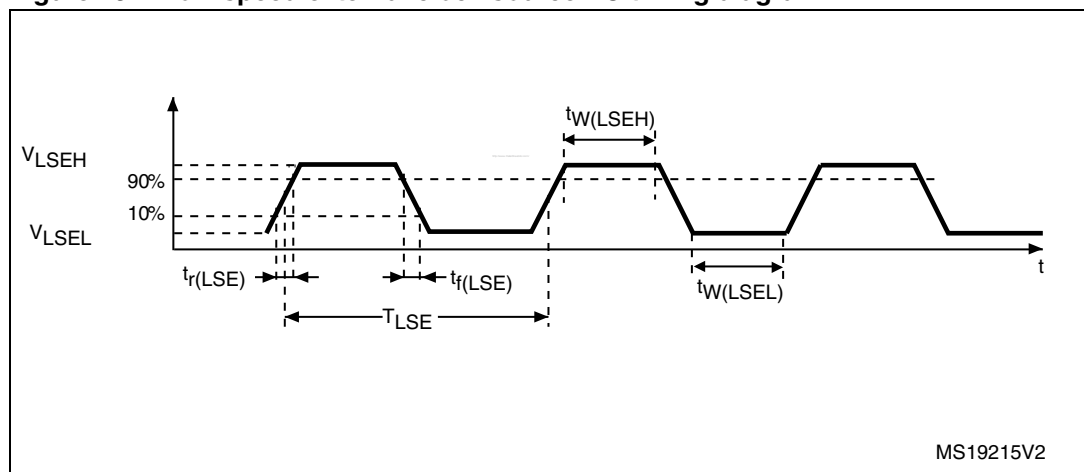 tW(LSEH)
VLSEH
90%
10%
VLSEL
tr(LSE)
tf(LSE)
tW(LSEL)
t
TLSE
MS19215V2